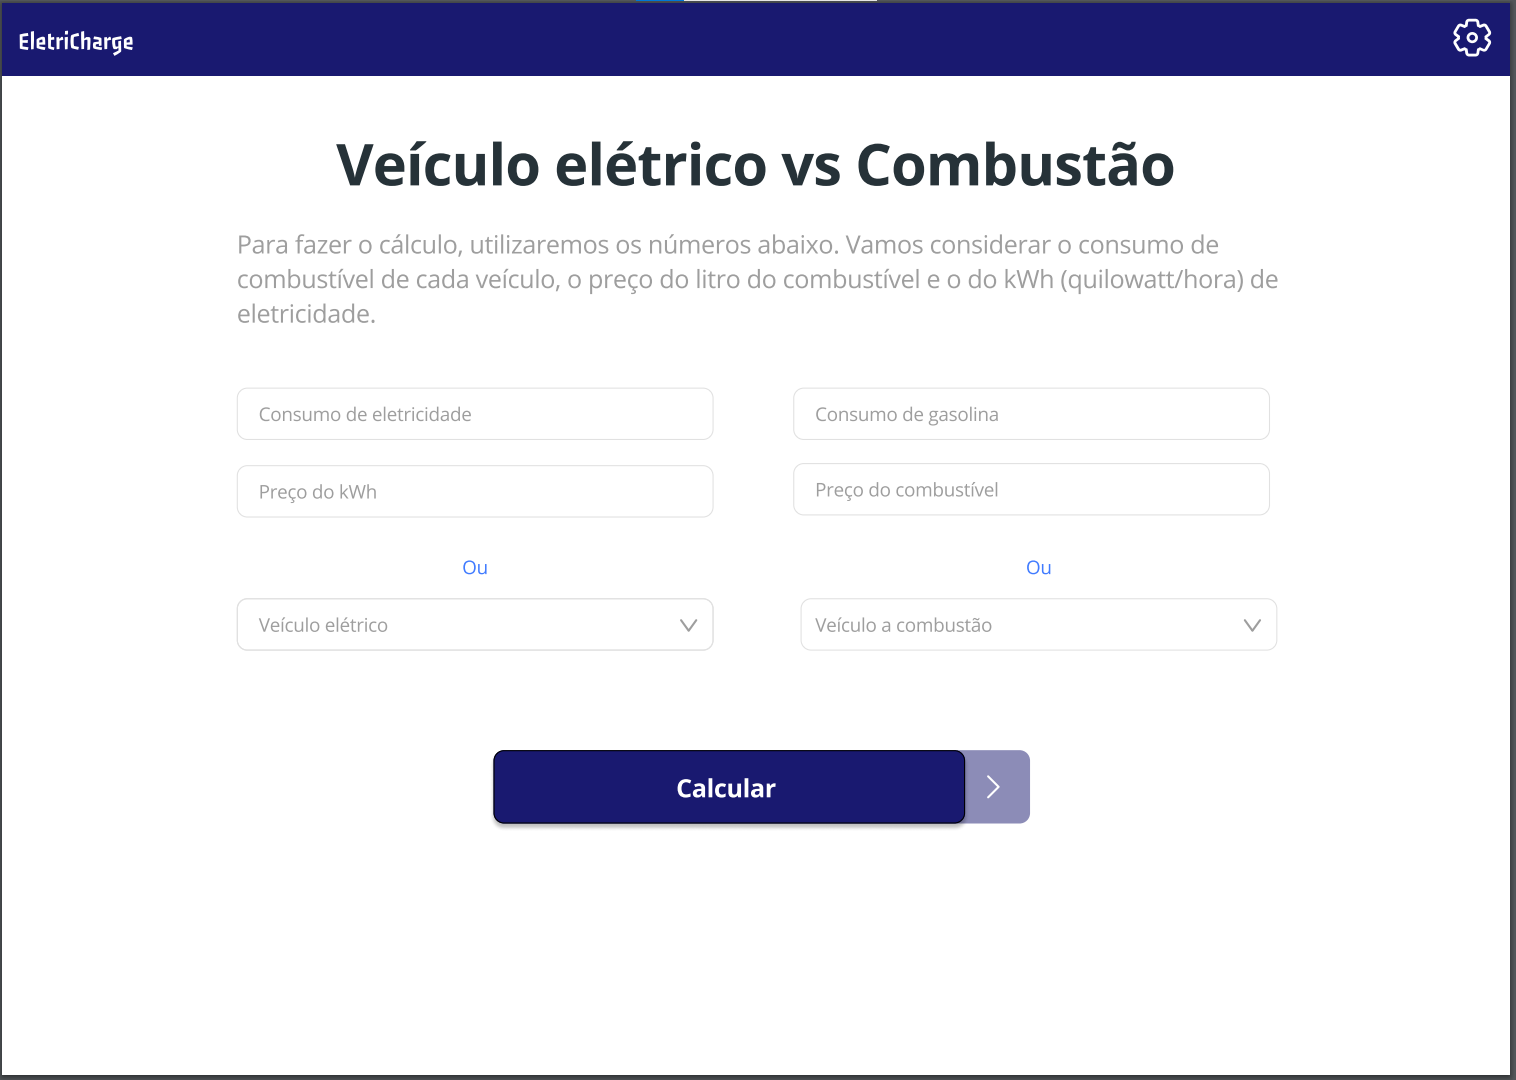 EletriCharge
Veículo elétrico vs Combustão
Para fazer o cálculo, utilizaremos os números abaixo. Vamos considerar o consumo de
combustível de cada veículo, o preço do litro do combustível e o do kWh (quilowatt/hora) de
eletricidade.
Consumo de eletricidade
Consumo de gasolina
Preço do kWh
Preço do combustível
Ou
Ou
Veículo elétrico
Veículo a combustão
Calcular